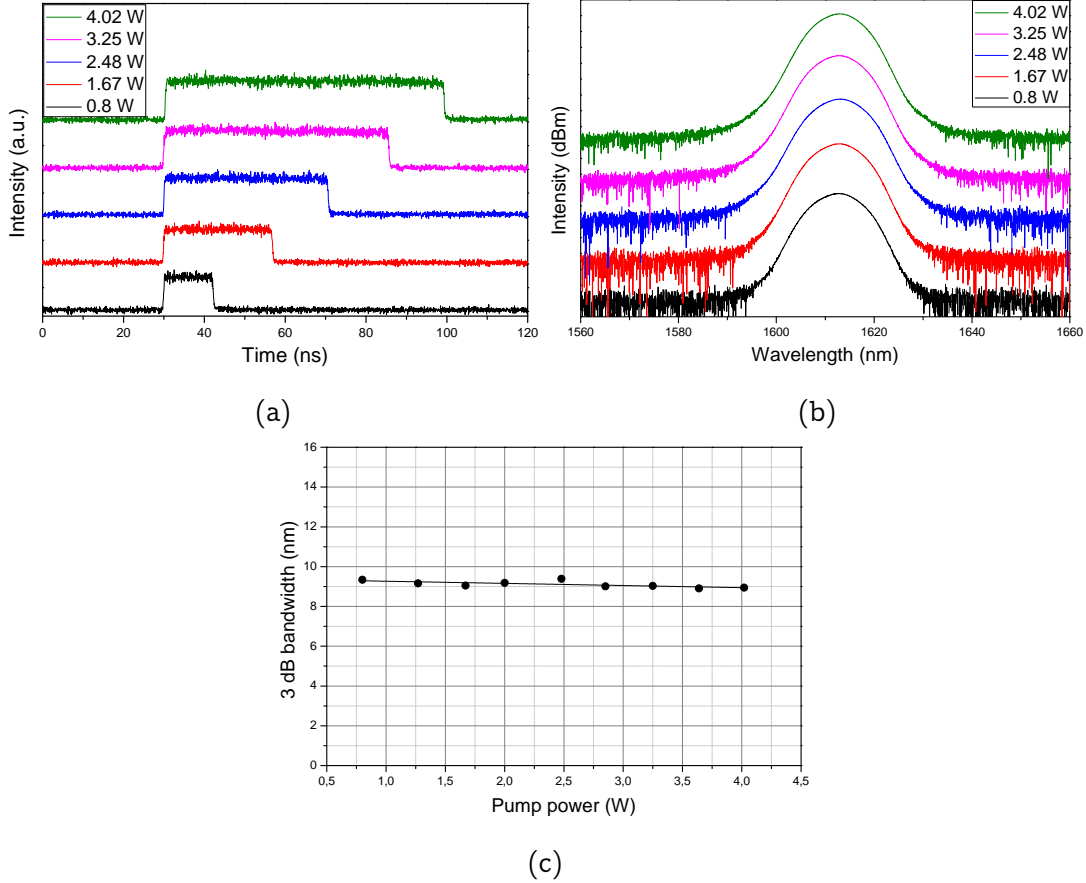 4.02 W
3.25 W
2.48 W
1.67 W
0.8 W
Intensity (a.u.)
0 20 40 60 80 100 120
Time (ns)
(a)
4.02 W
3.25 W
2.48 W
1.67 W
0.8 W
Intensity (dBm)
1560 1580 1600 1620 1640 1660
Wavelength (nm)
(b)
16
14
12
10
8
6
4
2
0
3 dB bandwidth (nm)
0,5 1,0 1,5 2,0 2,5 3,0 3,5 4,0 4,5
Pump power (W)
(c)